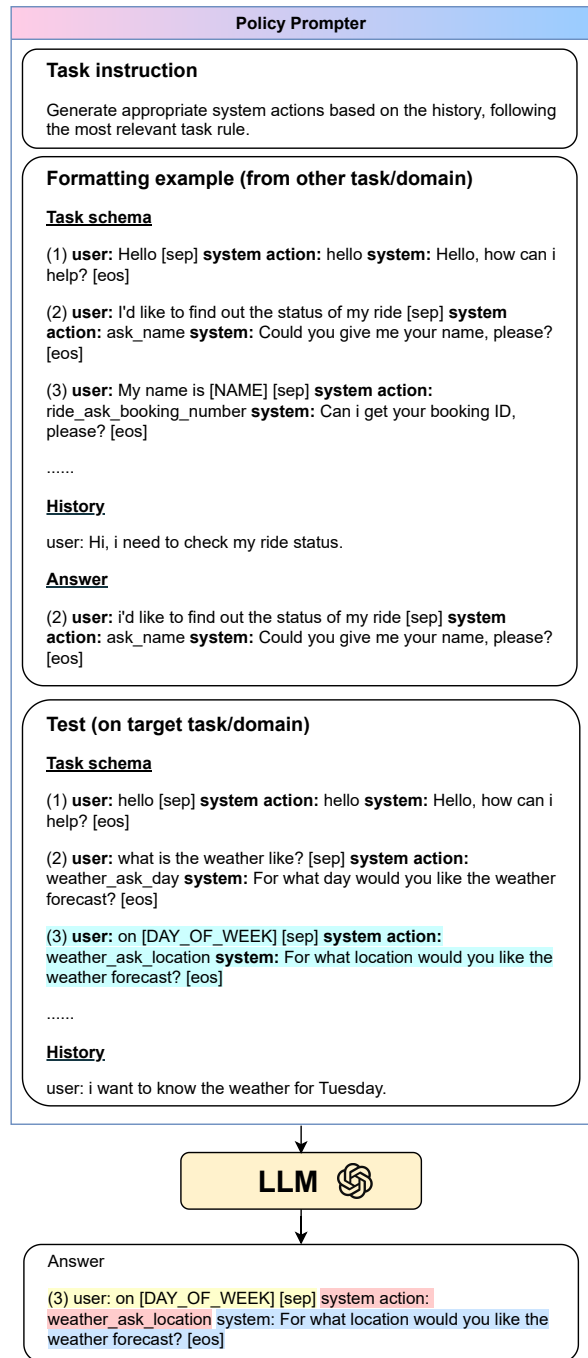 Policy Prompter
Task instruction
Generate appropriate system actions based on the history, following
the most relevant task rule.
Formatting example (from other task/domain)
Task schema
(1) user: Hello [sep] system action: hello system: Hello, how can i
help? [eos]
(2) user: I'd like to find out the status of my ride [sep] system
action: ask_name system: Could you give me your name, please?
[eos]
(3) user: My name is [NAME] [sep] system action:
ride_ask_booking_number system: Can i get your booking ID,
please? [eos]
......
History
user: Hi, i need to check my ride status.
Answer
(2) user: i'd like to find out the status of my ride [sep] system
action: ask_name system: Could you give me your name, please?
[eos]
Test (on target task/domain)
Task schema
(1) user: hello [sep] system action: hello system: Hello, how can i
help? [eos]
(2) user: what is the weather like? [sep] system action:
weather_ask_day system: For what day would you like the weather
forecast? [eos]
(3) user: on [DAY_OF_WEEK] [sep] system action:
weather_ask_location system: For what location would you like the
weather forecast? [eos]
......
History
user: i want to know the weather for Tuesday.
LLM
Answer
(3) user: on [DAY_OF_WEEK] [sep] system action:
weather_ask_location system: For what location would you like the
weather forecast? [eos]